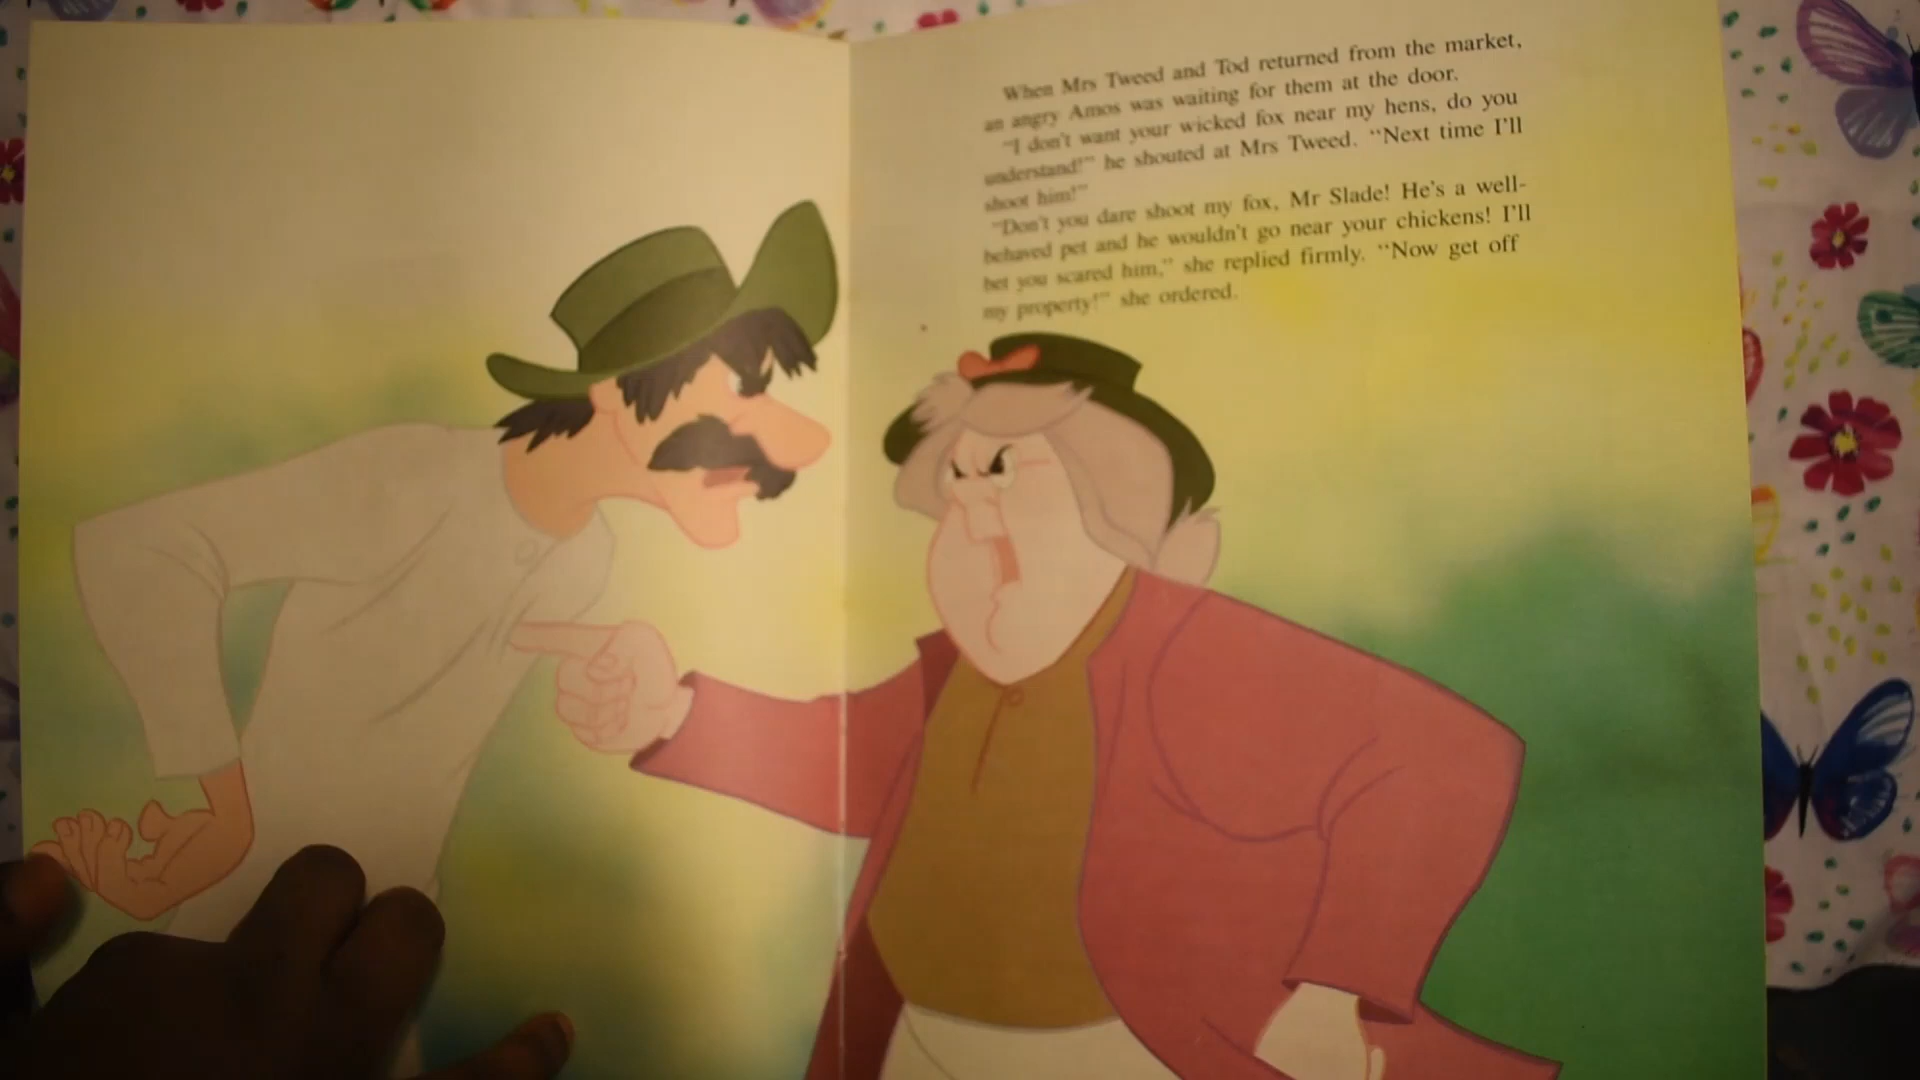 When Mrs Tweed and Tod returned from the market,
an angry Amos was waiting for them at the door.
“I don't want your wicked fox near my hens, do you
understand!” he shouted at Mrs Tweed. “Next time I'll
shoot him!”
“Don't you dare shoot my fox, Mr Slade! He's a well-
behaved pet and he wouldn't go near your chickens! I'll
bet you scared him,” she replied firmly. “Now get off
my property!” she ordered.